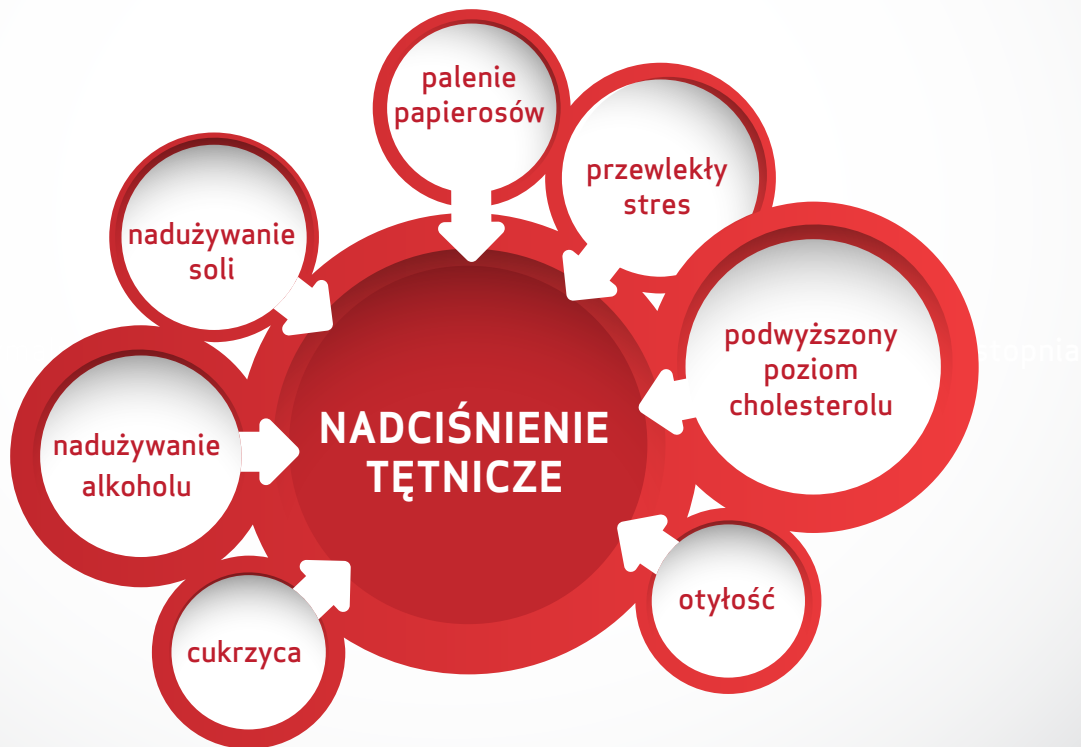 palenie
papierosów
przewlekły
stres
nadużywanie
soli
podwyższony
poziom
cholesterolu
NADCIŚNIENIE
TĘTNICZE
nadużywanie
alkoholu
otyłość
cukrzyca